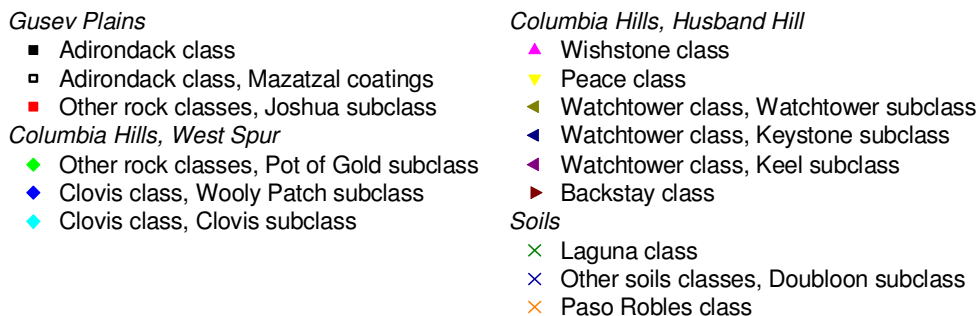 Gusev Plains
Adirondack class
Adirondack class, Mazatzal coatings
Other rock classes, Joshua subclass
Columbia Hills, West Spur
Other rock classes, Pot of Gold subclass
Clovis class, Wooly Patch subclass
Clovis class, Clovis subclass
Columbia Hills, Husband Hill
Wishstone class
Peace class
Watchtower class, Watchtower subclass
Watchtower class, Keystone subclass
Watchtower class, Keel subclass
Backstay class
Soils
Laguna class
Other soils classes, Doubloon subclass
Paso Robles class